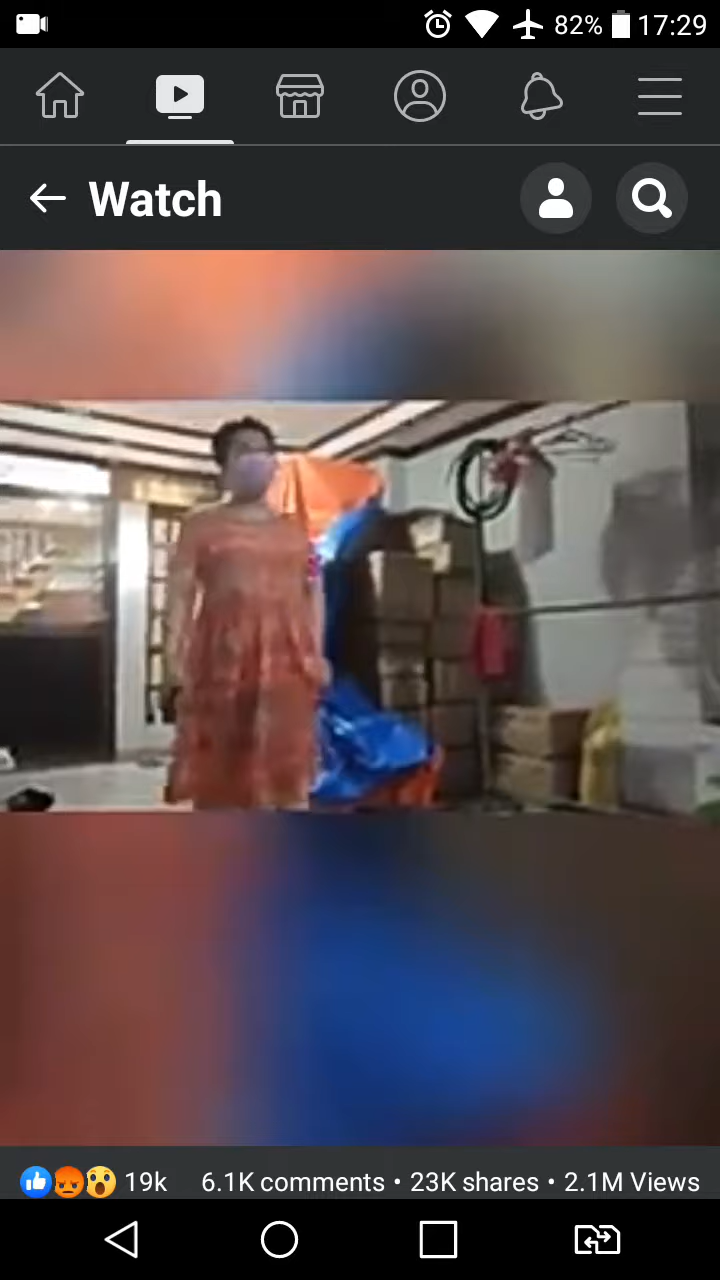 82% 17:29
Watch
19k 6.1K comments • 23K shares • 2.1M Views